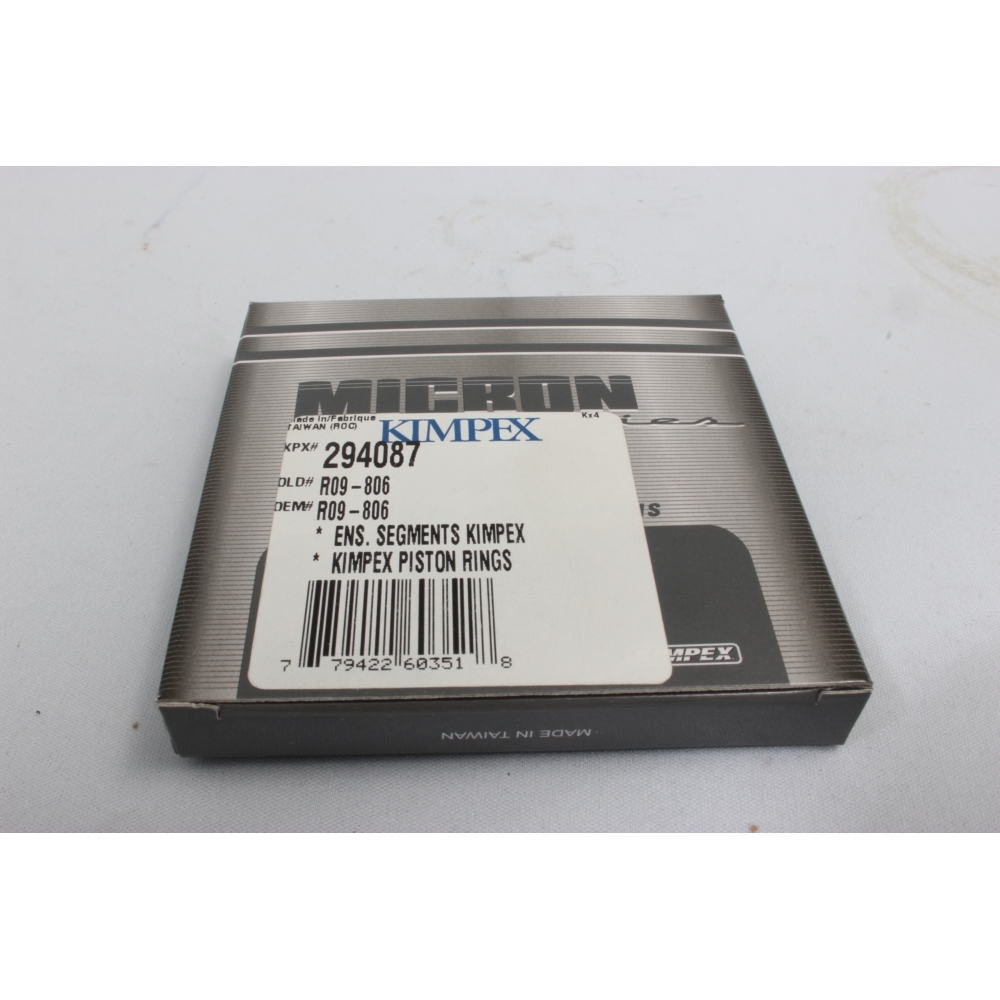 MICRON
Made in/Fabrique
TAIWAN (ROC)
KIMPEX
Kx4
KPX# 294087
OLD# R09-806
OEM# R09-806
* ENS. SEGMENTS KIMPEX
* KIMPEX PISTON RINGS
7 79422 60351 8
MADE IN TAIWAN